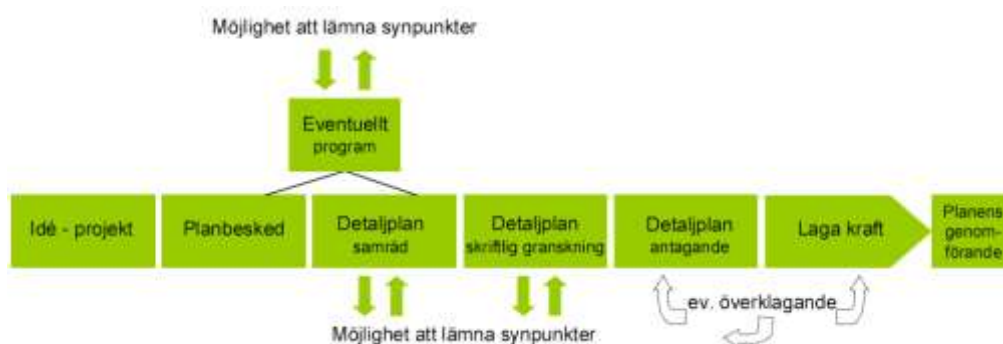 Möjlighet att lämna synpunkter
Eventuellt
program
Idé - projekt
Planbesked
Detaljplan
samråd
Detaljplan
skriftlig granskning
Detaljplan
antagande
Laga kraft
Planens
genom-
förande
ev. överklagande
Möjlighet att lämna synpunkter